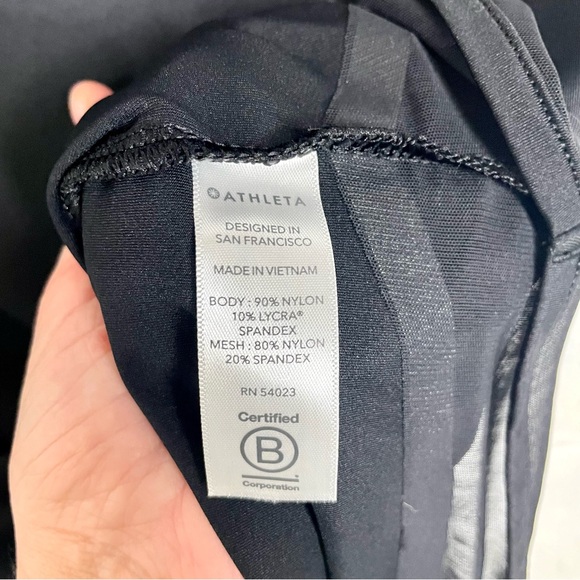 ATHLETA
DESIGNED IN
SAN FRANCISCO
MADE IN VIETNAM
BODY : 90% NYLON
10% LYCRA®
SPANDEX
MESH : 80% NYLON
20% SPANDEX
RN 54023
Certified
B
Corporation